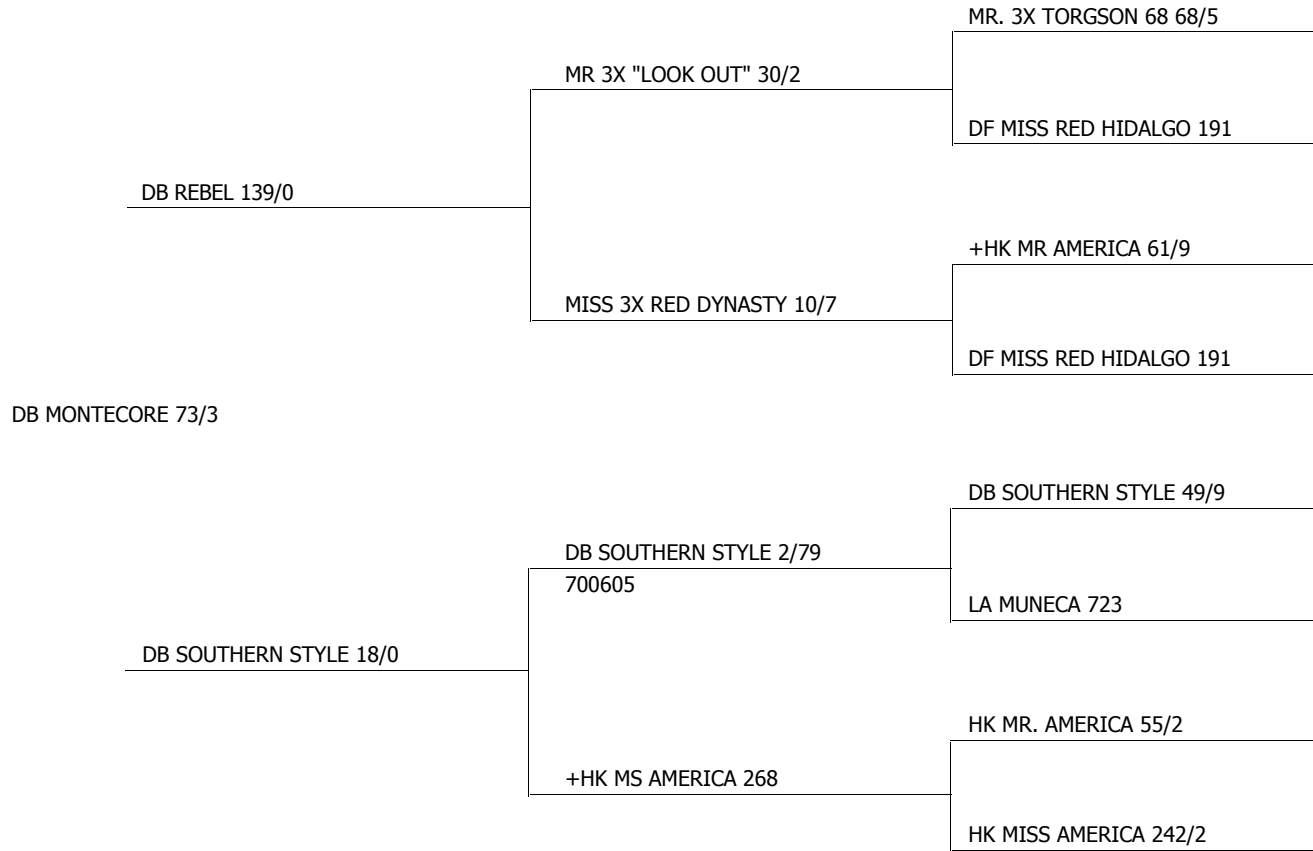 MR. 3X TORGSON 68 68/5
MR 3X "LOOK OUT" 30/2
DF MISS RED HIDALGO 191
DB REBEL 139/0
+HK MR AMERICA 61/9
MISS 3X RED DYNASTY 10/7
DF MISS RED HIDALGO 191
DB MONTECORE 73/3
DB SOUTHERN STYLE 49/9
DB SOUTHERN STYLE 2/79
700605
LA MUNECA 723
DB SOUTHERN STYLE 18/0
HK MR. AMERICA 55/2
+HK MS AMERICA 268
HK MISS AMERICA 242/2